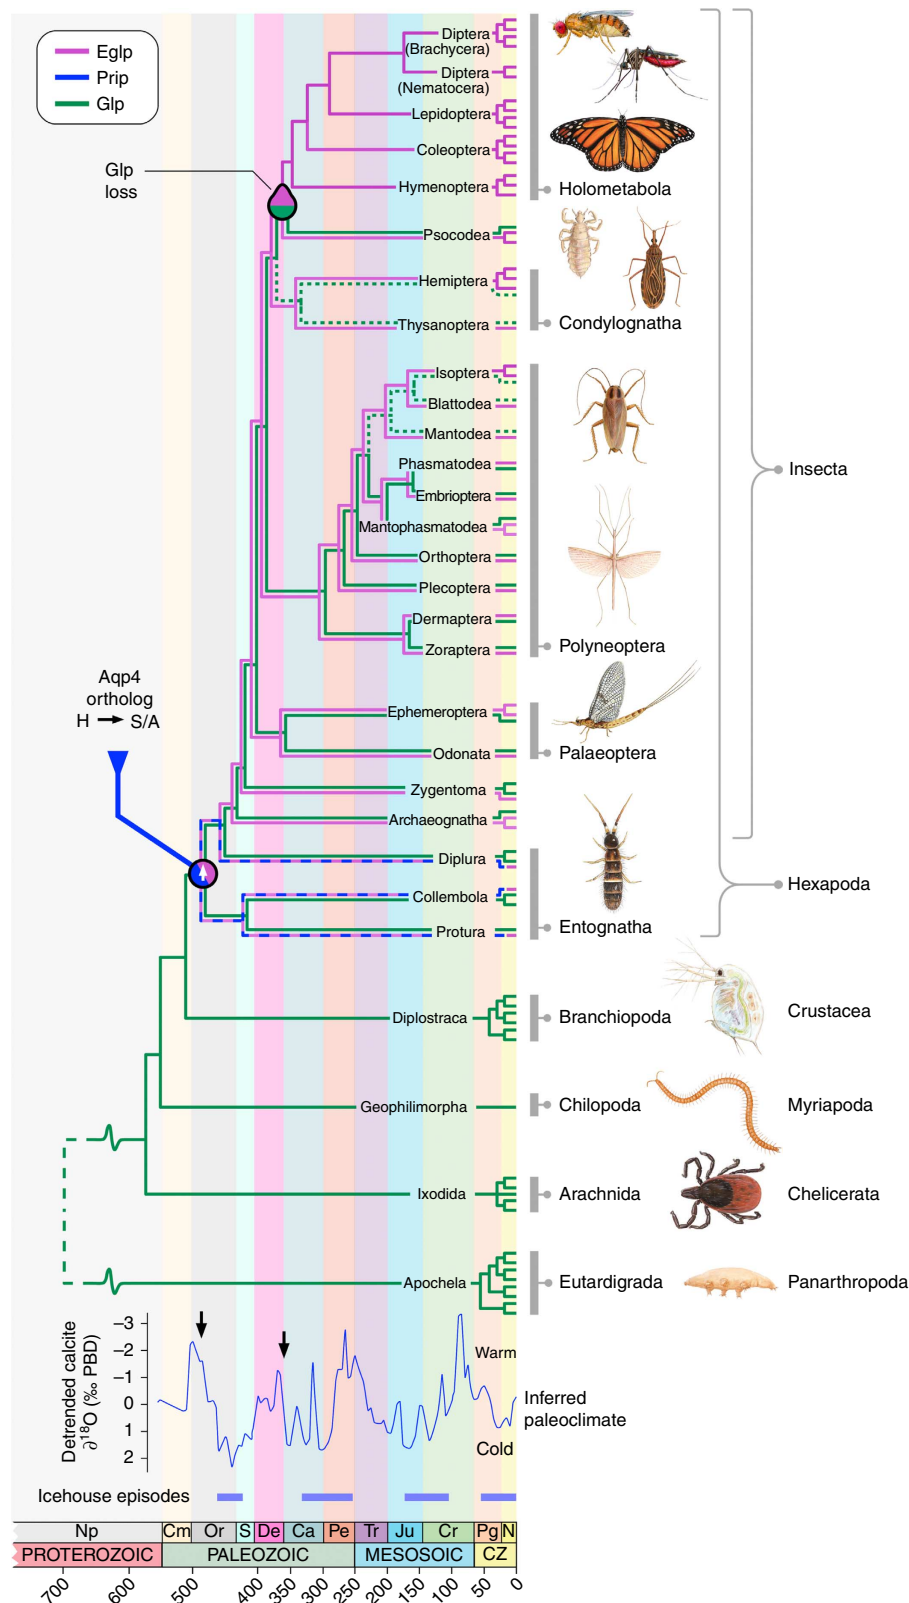 Eglp
Prip
Glp
Glp
loss
Diptera
(Brachycera)
Diptera
(Nematocera)
Lepidoptera
Coleoptera
Hymenoptera
Holometabola
Psocodea
Hemiptera
Thysanoptera
Condylognatha
Isoptera
Blattodea
Mantodea
Phasmatodea
Embrioptera
Mantophasmatodea
Orthoptera
Plecoptera
Dermaptera
Zoraptera
Polyneoptera
Insecta
Aqp4
ortholog
H → S/A
Ephemeroptera
Odonata
Palaeoptera
Zygentoma
Archaeognatha
Diplura
Collembola
Protura
Entognatha
Hexapoda
Diplostraca
Branchiopoda
Crustacea
Geophilimorpha
Chilopoda
Myriapoda
Ixodida
Arachnida
Chelicerata
Apochela
Eutardigrada
Panarthropoda
Detrended calcite
∂18O (‰ PBD)
–3
–2
–1
0
1
2
Warm
Cold
Inferred
paleoclimate
Icehouse episodes
Np Cm Or S De Ca Pe Tr Ju Cr Pg N
PROTEROZOIC PALEOZOIC MESOSOIC CZ
700 600 500 400 350 300 250 200 150 100 50 0